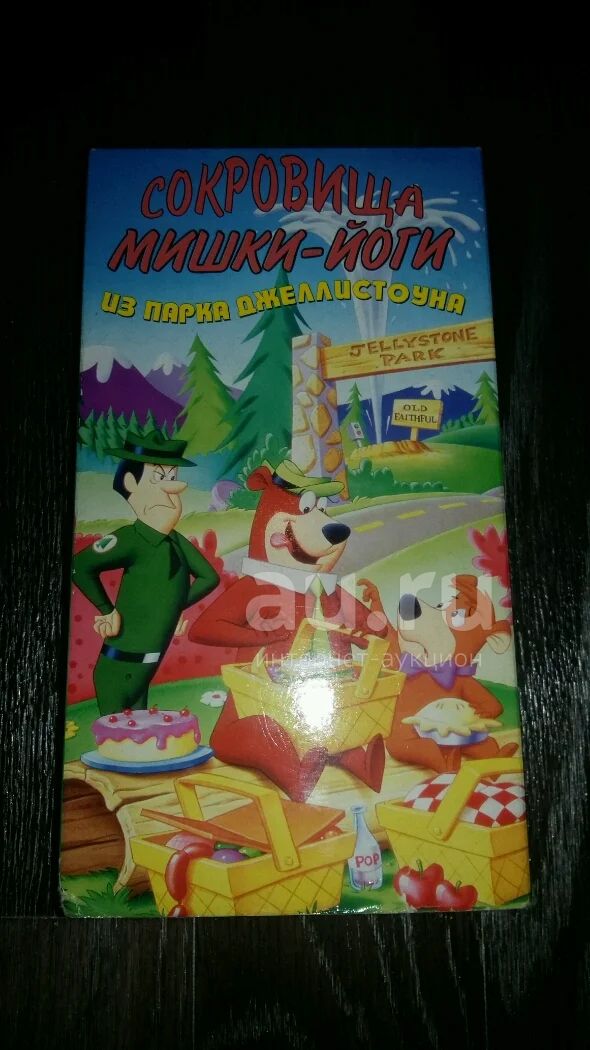 СОКРОВИЩА
МИШКИ-ЙОГИ
ИЗ ПАРКА ДЖЕЛЛИСТОУНА
JELLYSTONE
PARK
OLD
FAITHFUL
au.ru
интернет-аукцион
POP